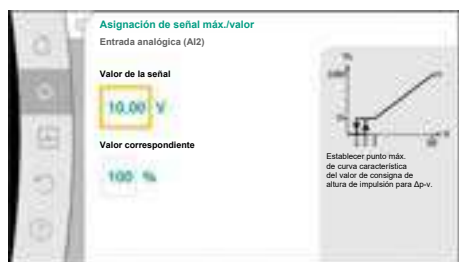 Asignación de señal máx./valor
Entrada analógica (AI2)
Valor de la señal
10,00 V
Valor correspondiente
100 %
Establecer punto máx.
de curva característica
del valor de consigna de
altura de impulsión para Δp-v.